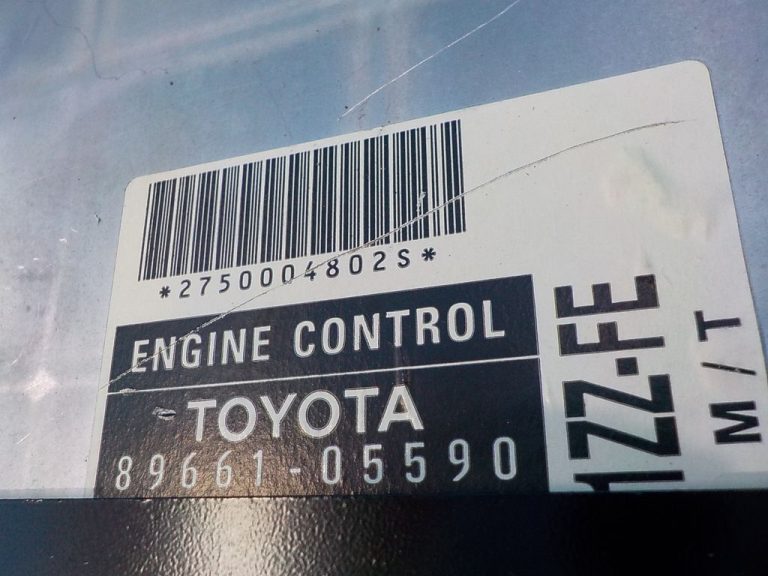 *2750004802S*
ENGINE CONTROL
TOYOTA
89661-05590
1ZZ-FE
M/T